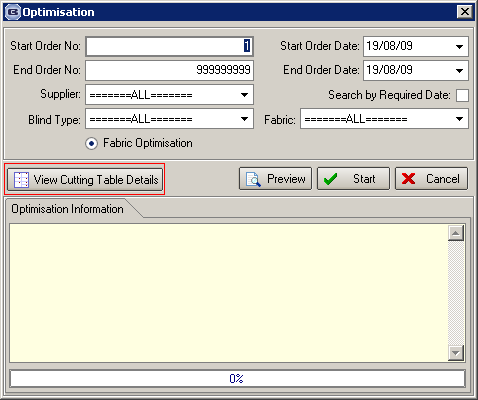 Optimisation
Start Order No: 1 Start Order Date: 19/08/09
End Order No: 999999999 End Order Date: 19/08/09
Supplier: =======ALL======= Search by Required Date:
Blind Type: =======ALL======= Fabric: =======ALL=======
Fabric Optimisation
View Cutting Table Details Preview Start Cancel
Optimisation Information
0%